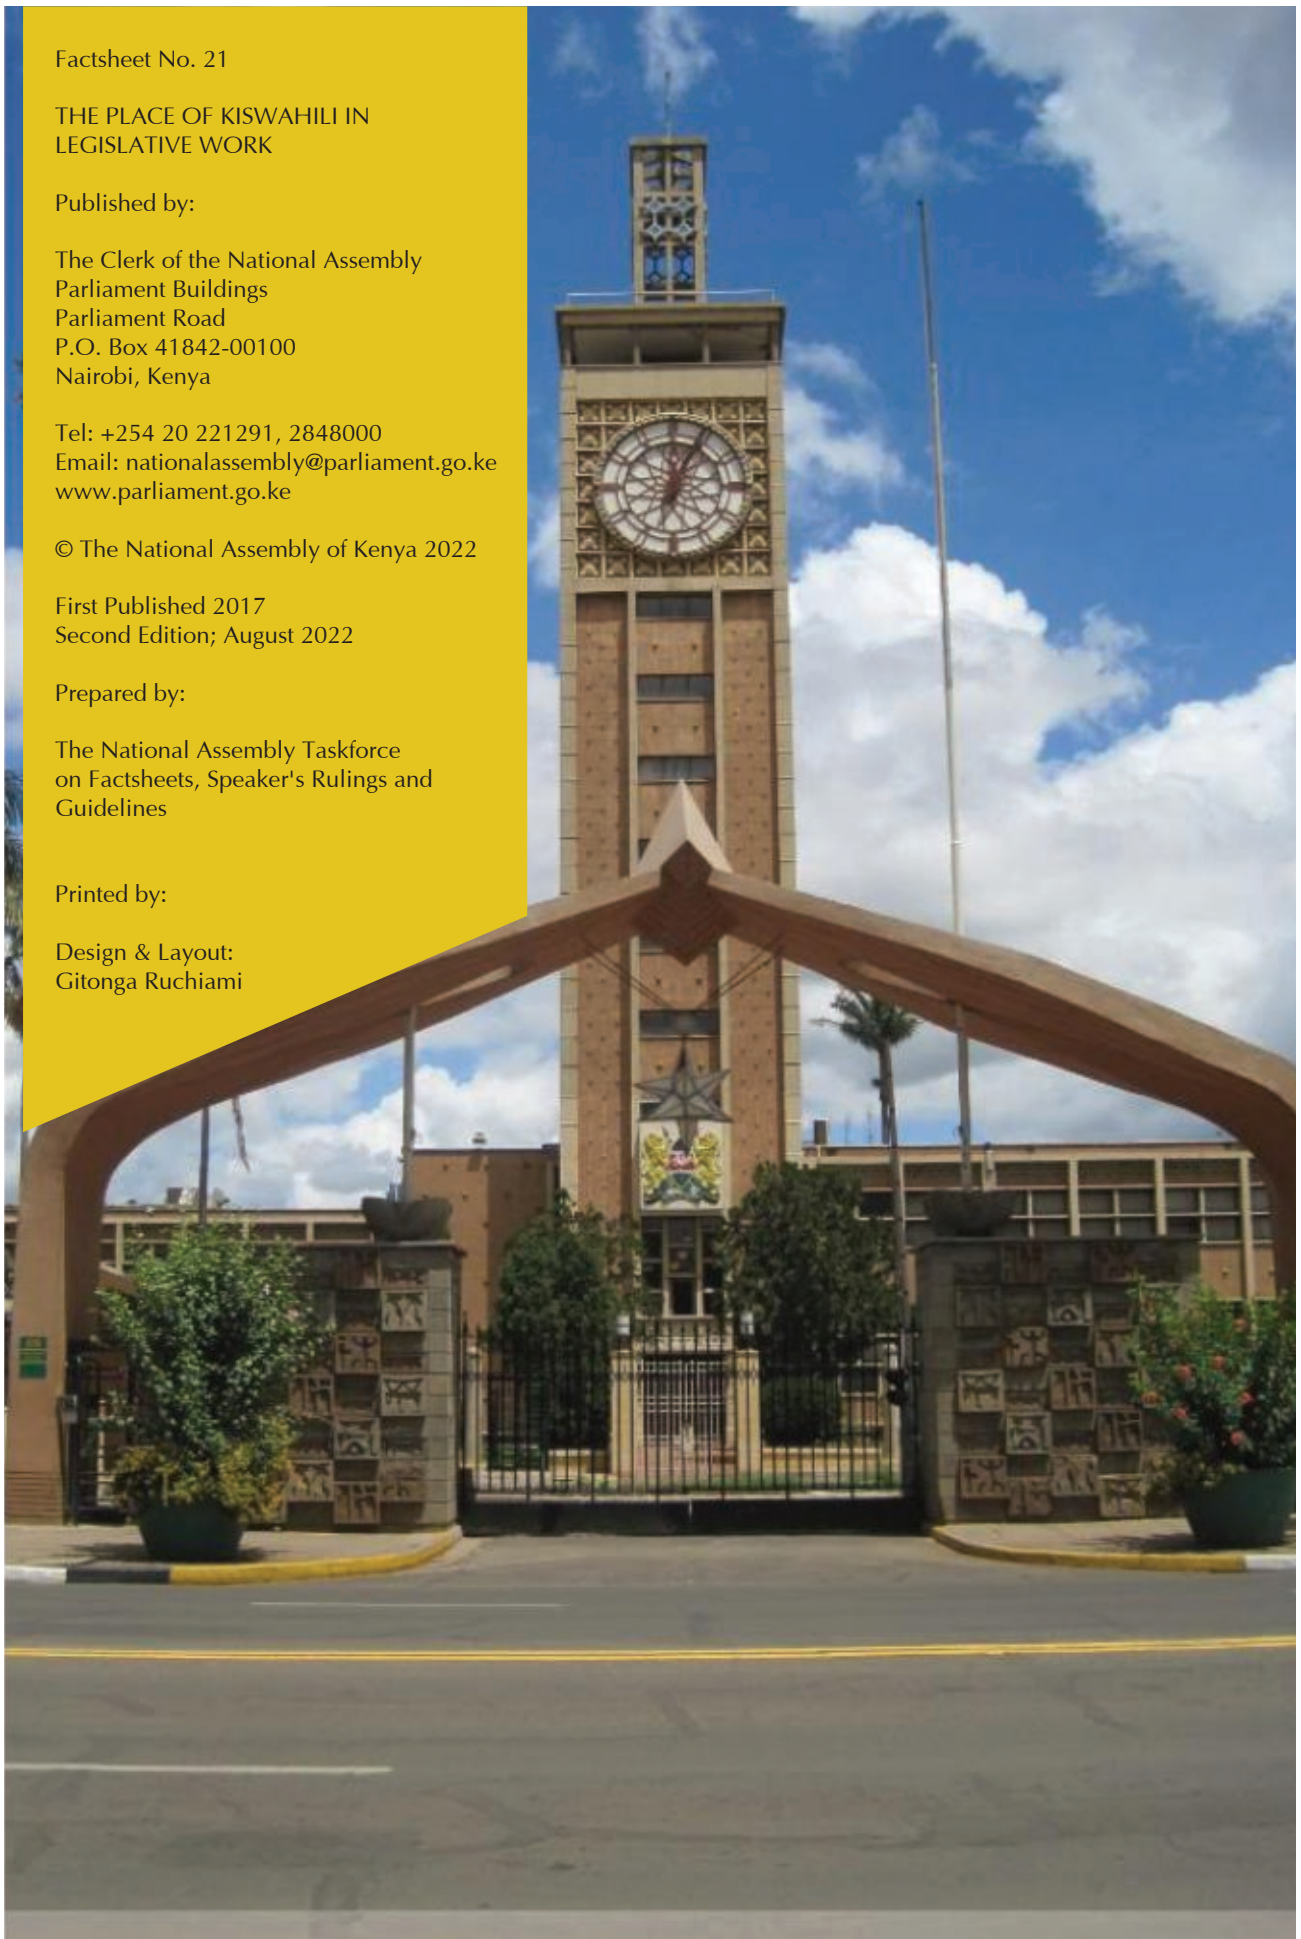 Factsheet No. 21
THE PLACE OF KISWAHILI IN
LEGISLATIVE WORK
Published by:
The Clerk of the National Assembly
Parliament Buildings
Parliament Road
P.O. Box 41842-00100
Nairobi, Kenya
Tel: +254 20 221291, 2848000
Email: nationalassembly@parliament.go.ke
www.parliament.go.ke
© The National Assembly of Kenya 2022
First Published 2017
Second Edition; August 2022
Prepared by:
The National Assembly Taskforce
on Factsheets, Speaker's Rulings and
Guidelines
Printed by:
Design & Layout:
Gitonga Ruchiami